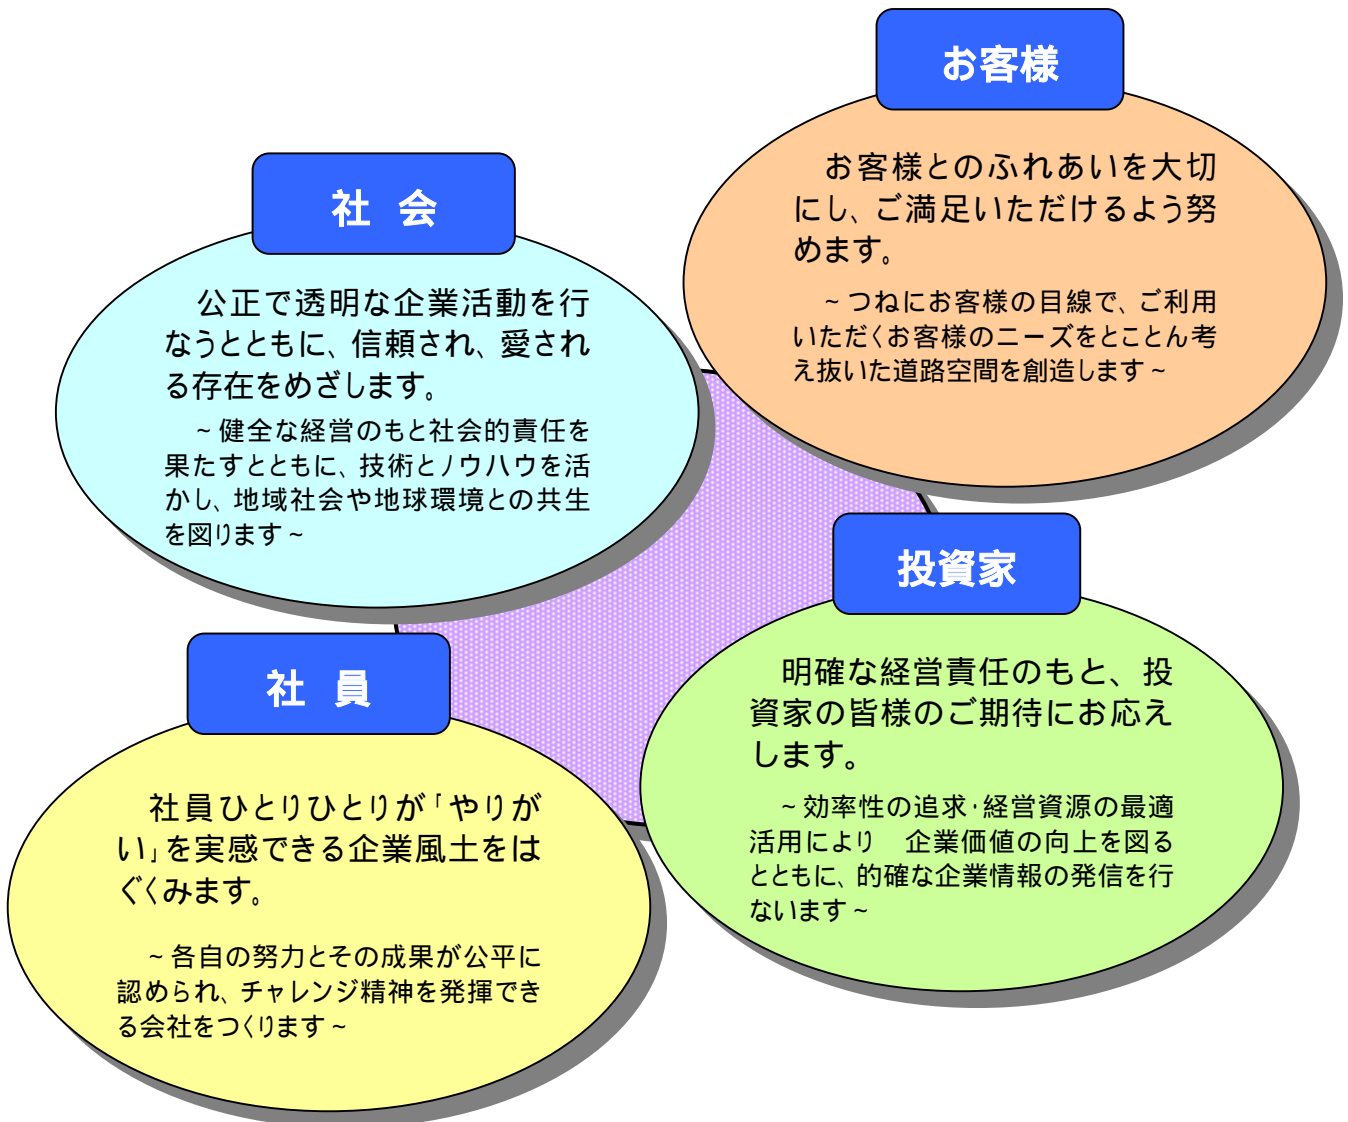 お客様
お客様とのふれあいを大切
にし、ご満足いただけるよう努
めます。
~つねにお客様の目線で、ご利用
いただくお客様のニーズをとことん考
え抜いた道路空間を創造します~
社 会
公正で透明な企業活動を行
なうとともに、信頼され、愛され
る存在をめざします。
~健全な経営のもと社会的責任を
果たすとともに、技術とノウハウを活
かし、地域社会や地球環境との共生
を図ります~
投資家
明確な経営責任のもと、投
資家の皆様のご期待にお応え
します。
~効率性の追求・経営資源の最適
活用により　企業価値の向上を図る
とともに、的確な企業情報の発信を行
ないます~
社 員
社員ひとりひとりが「やりが
い」を実感できる企業風土をは
ぐくみます。
~各自の努力とその成果が公平に
認められ、チャレンジ精神を発揮でき
る会社をつくります~